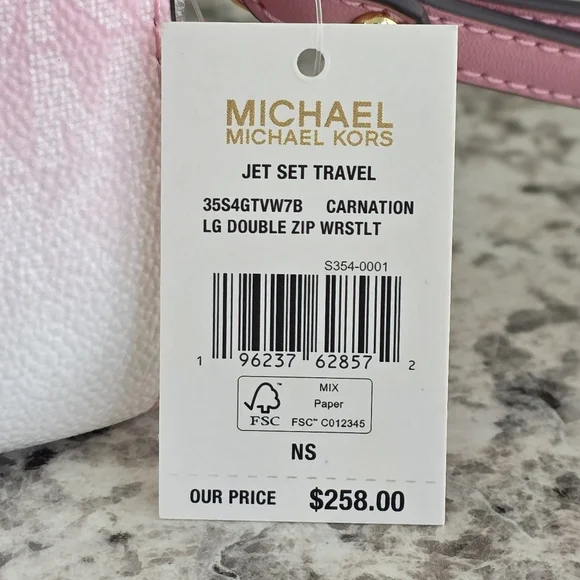 MICHAEL
MICHAEL KORS
JET SET TRAVEL
35S4GTVW7B CARNATION
LG DOUBLE ZIP WRSTLT
S354-0001
1 96237 62857 2
FSC™
MIX
Paper
FSC™ C012345
NS
OUR PRICE $258.00